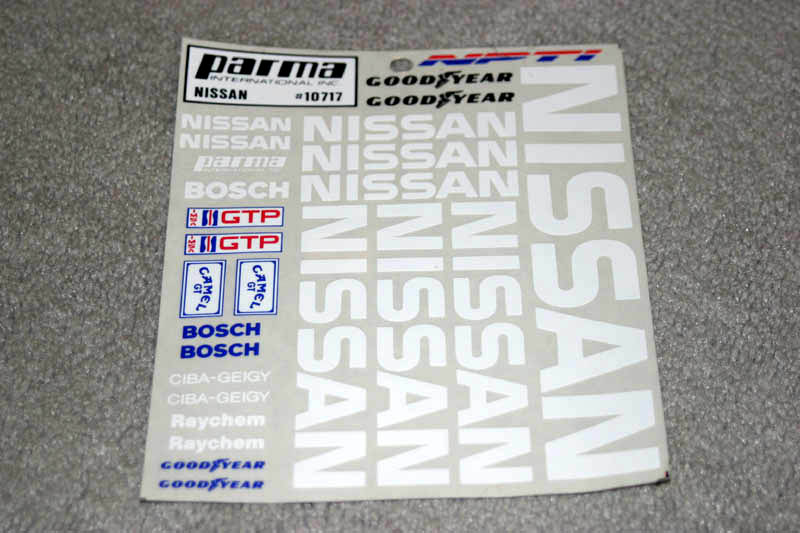 parma
INTERNATIONAL INC.
NISSAN #10717
NPTI
GOODYEAR
GOODYEAR
NISSAN
NISSAN
parma
BOSCH
GTP
GTP
CAMEL
GT
CAMEL
GT
BOSCH
BOSCH
CIBA-GEIGY
CIBA-GEIGY
Raychem
Raychem
GOODYEAR
GOODYEAR
NISSAN
NISSAN
NISSAN
NISSAN
NISSAN
NISSAN
NISSAN